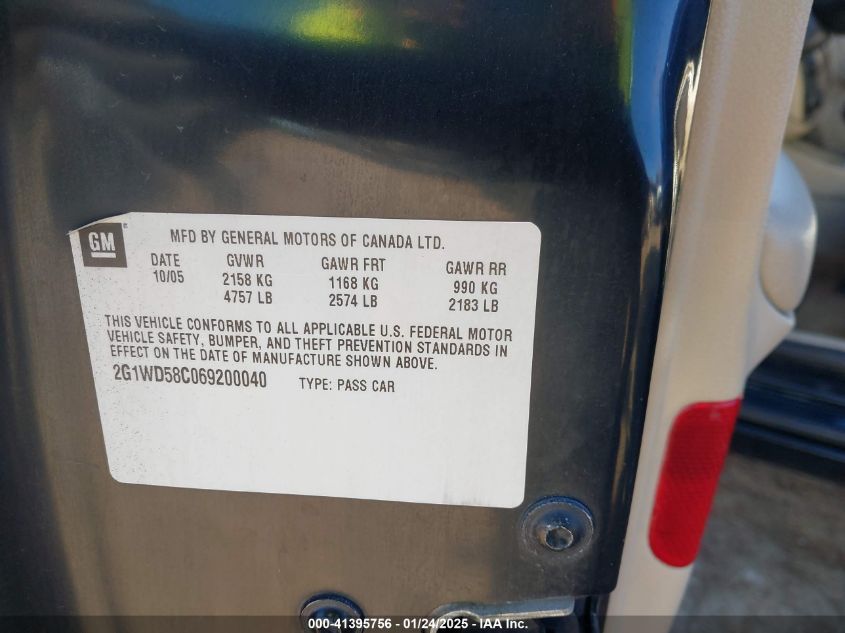 GM
MFD BY GENERAL MOTORS OF CANADA LTD.
DATE GVWR GAWR FRT GAWR RR
10/05 2158 KG 1168 KG 990 KG
4757 LB 2574 LB 2183 LB
THIS VEHICLE CONFORMS TO ALL APPLICABLE U.S. FEDERAL MOTOR
VEHICLE SAFETY, BUMPER, AND THEFT PREVENTION STANDARDS IN
EFFECT ON THE DATE OF MANUFACTURE SHOWN ABOVE.
2G1WD58C069200040 TYPE: PASS CAR
000-41395756 - 01/24/2025 - IAA Inc.